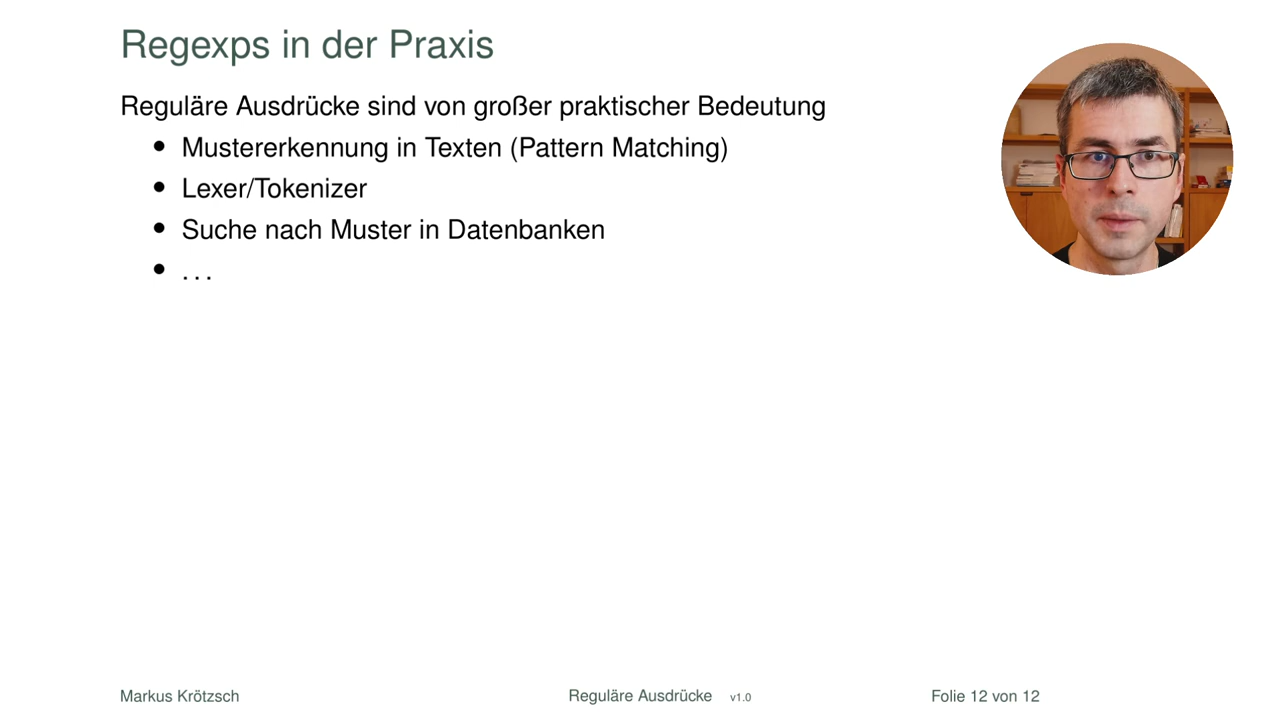 Regexps in der Praxis
Reguläre Ausdrücke sind von großer praktischer Bedeutung
• Mustererkennung in Texten (Pattern Matching)
• Lexer/Tokenizer
• Suche nach Muster in Datenbanken
• . . .
Markus Krötzsch Reguläre Ausdrücke v1.0 Folie 12 von 12